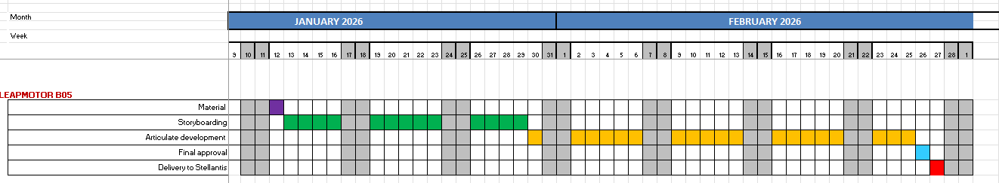 Month JANUARY 2026 FEBRUARY 2026
Week
9 10 11 12 13 14 15 16 17 18 19 20 21 22 23 24 25 26 27 28 29 30 31 1 2 3 4 5 6 7 8 9 10 11 12 13 14 15 16 17 18 19 20 21 22 23 24 25 26 27 28 1
LEAPMOTOR B05
Material
Storyboarding
Articulate development
Final approval
Delivery to Stellantis